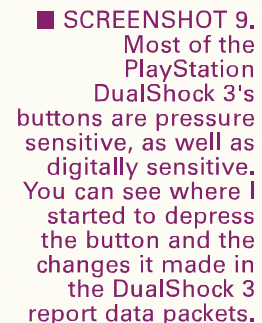 ■ SCREENSHOT 9.
Most of the
PlayStation
DualShock 3's
buttons are pressure
sensitive, as well as
digitally sensitive.
You can see where I
started to depress
the button and the
changes it made in
the DualShock 3
report data packets.